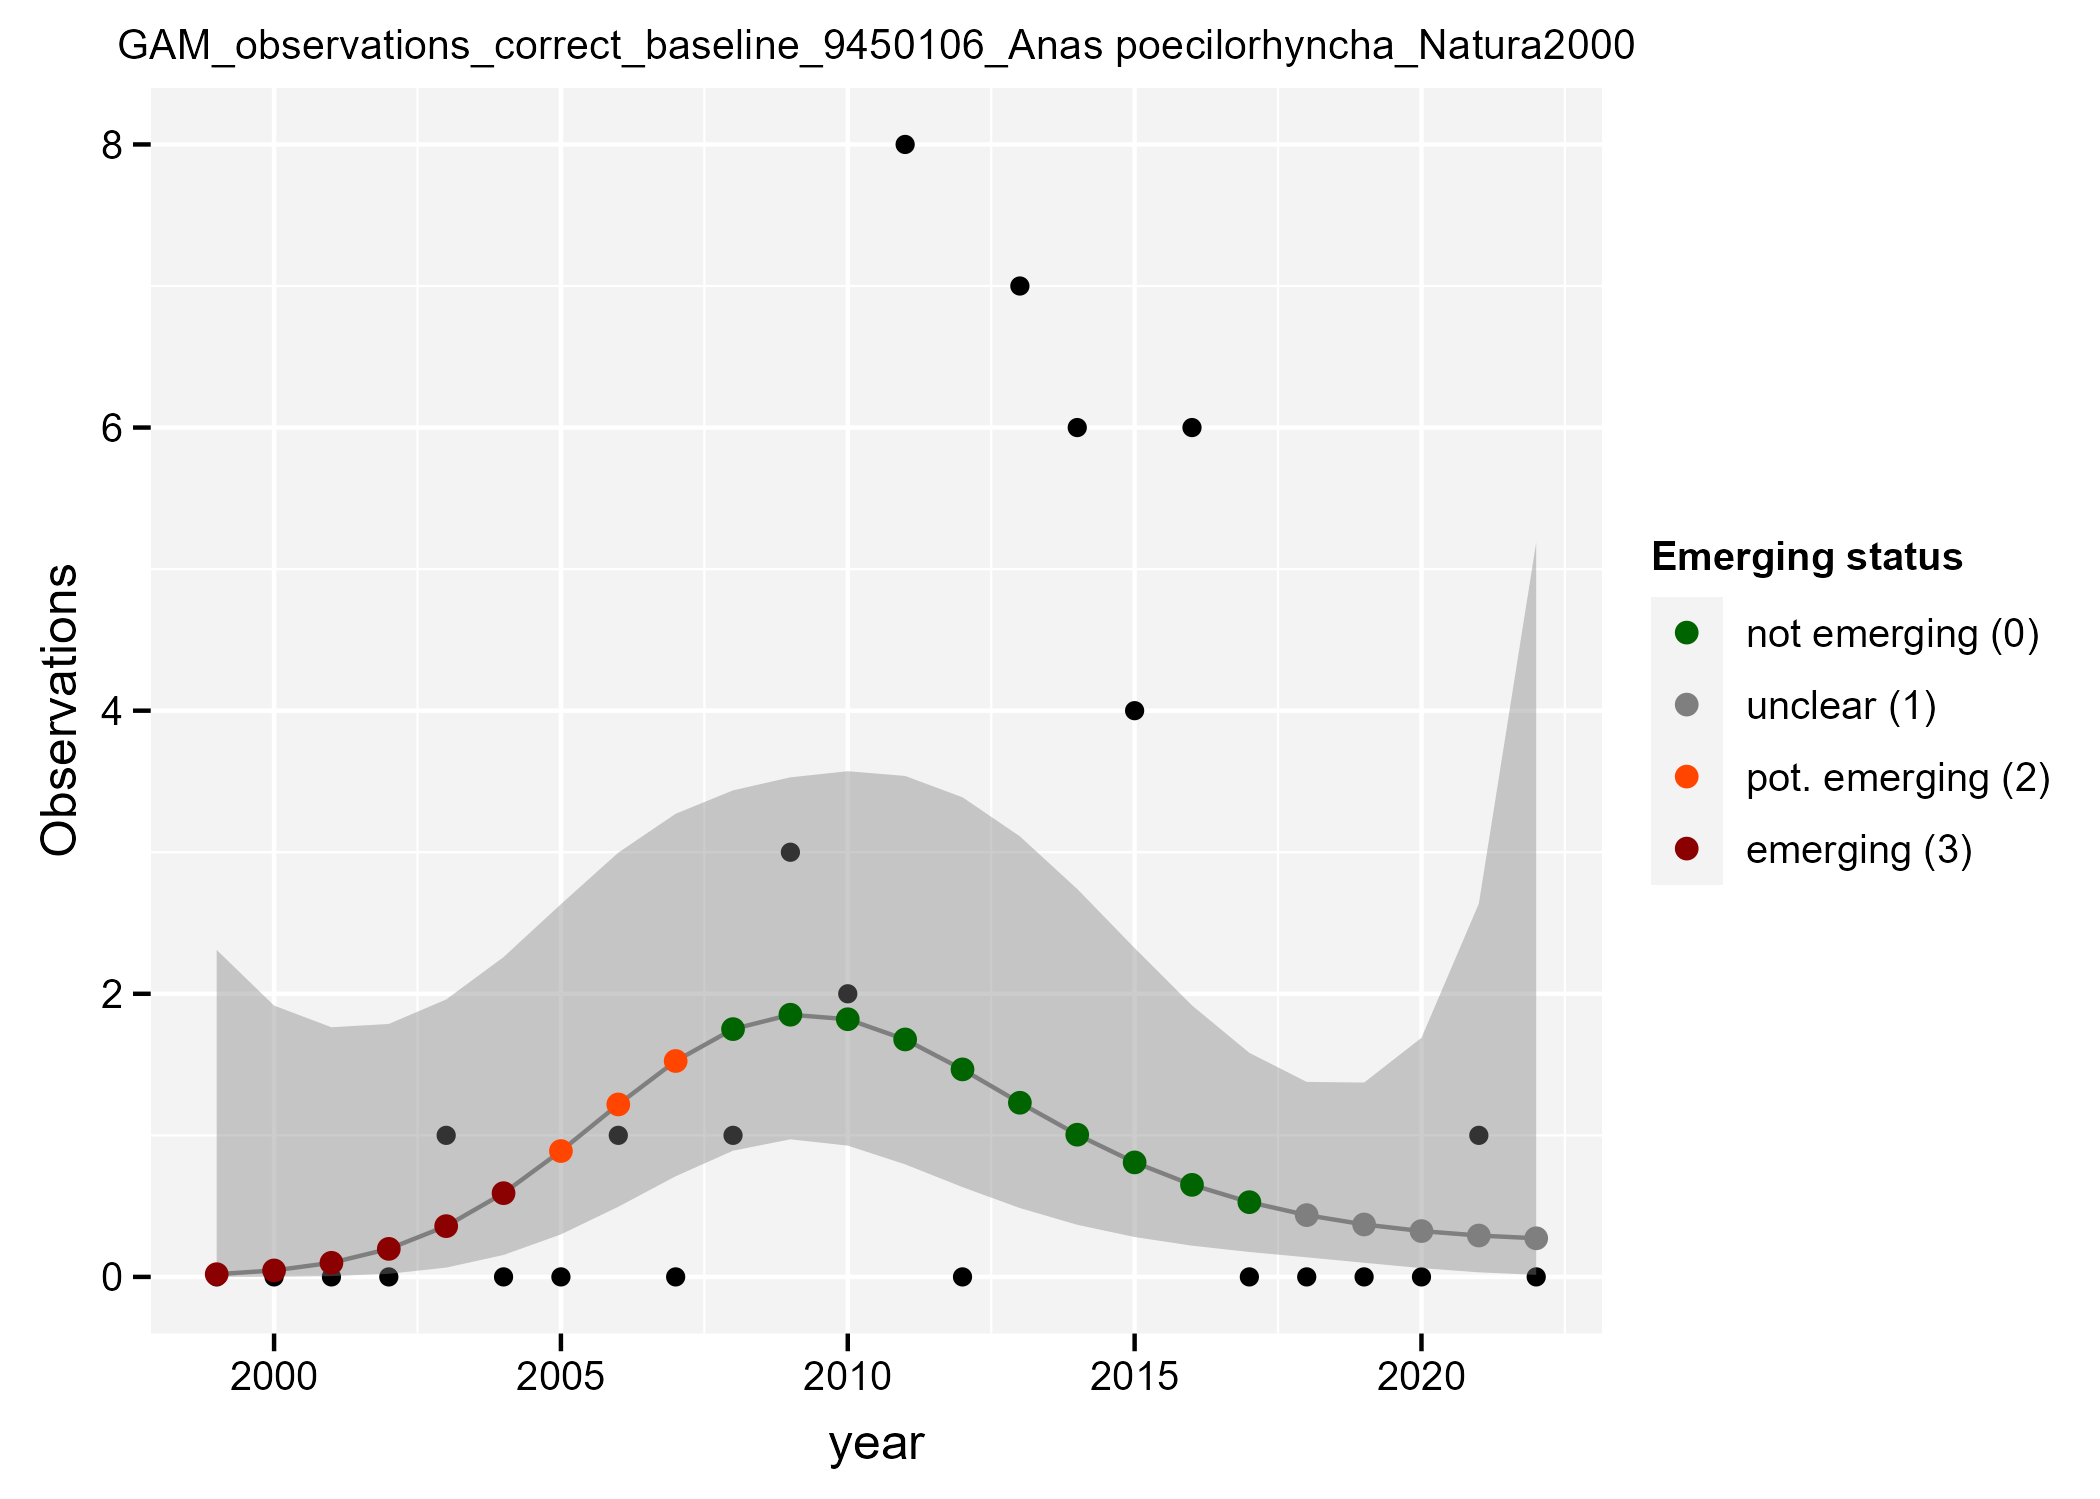 GAM_observations_correct_baseline_9450106_Anas poecilorhyncha_Natura2000
8
6
4
2
0
Observations
2000 2005 2010 2015 2020
year
Emerging status
not emerging (0)
unclear (1)
pot. emerging (2)
emerging (3)